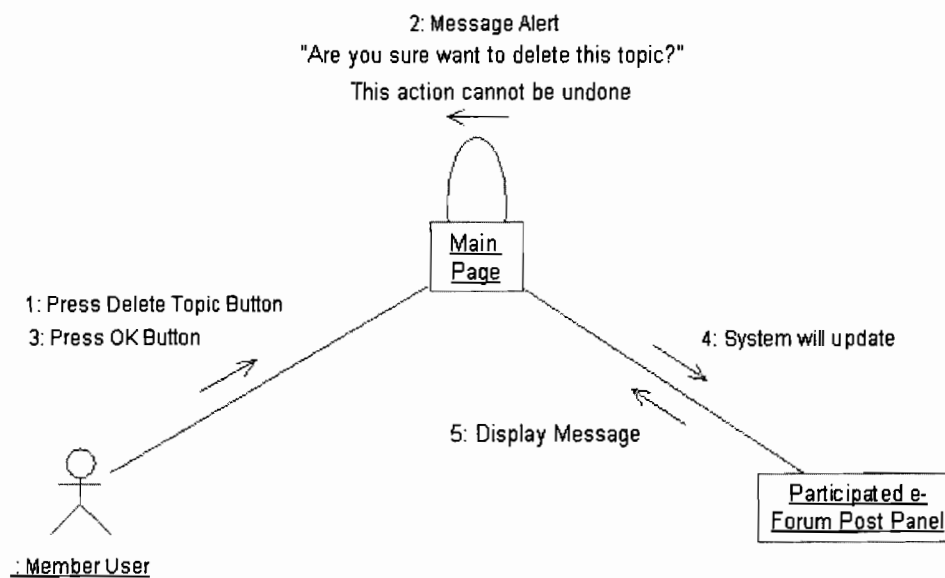 2: Message Alert
"Are you sure want to delete this topic?"
This action cannot be undone
Main
Page
1: Press Delete Topic Button
3: Press OK Button
4: System will update
5: Display Message
Participated e-
Forum Post Panel
: Member User